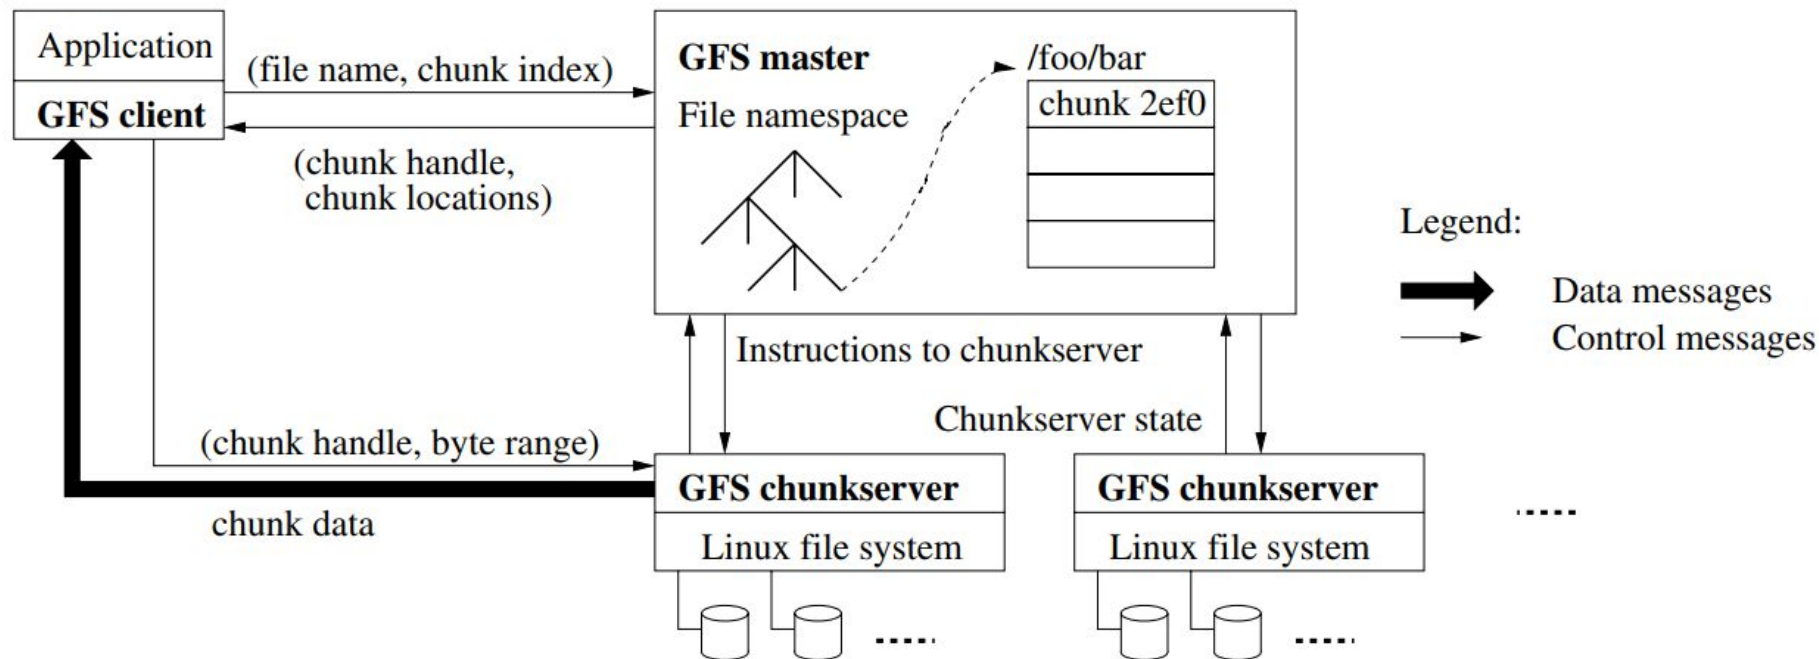 Application
GFS client
(file name, chunk index)
(chunk handle,
chunk locations)
GFS master
File namespace
/foo/bar
chunk 2ef0
Legend:
Data messages
Control messages
Instructions to chunkserver
Chunkserver state
(chunk handle, byte range)
chunk data
GFS chunkserver
Linux file system
GFS chunkserver
Linux file system